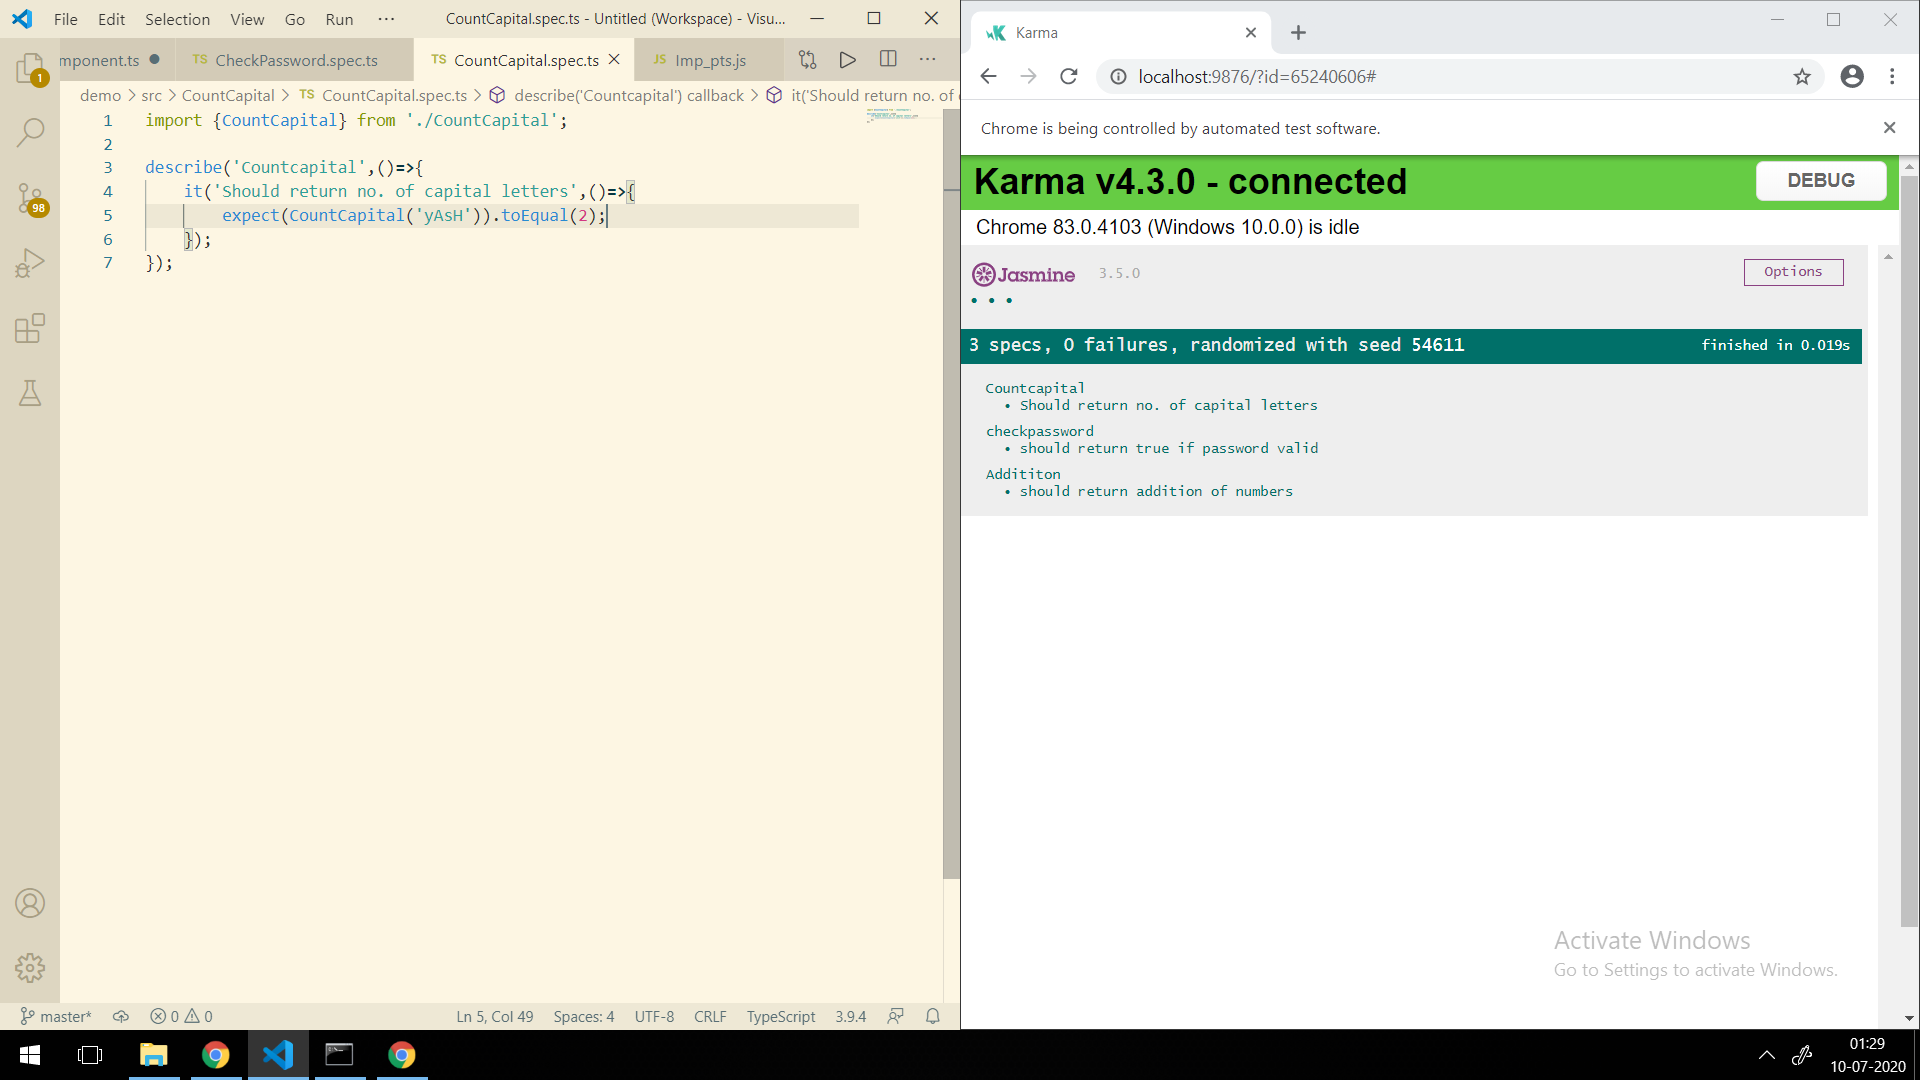 File Edit Selection View Go Run ··· CountCapital.spec.ts - Untitled (Workspace) - Visu...
mponent.ts TS CheckPassword.spec.ts TS CountCapital.spec.ts JS Imp_pts.js
demo > src > CountCapital > TS CountCapital.spec.ts > describe('Countcapital') callback > it('Should return no. of c
1 import {CountCapital} from './CountCapital';
2
3 describe('Countcapital',()=>{
4 it('Should return no. of capital letters',()=>{
5 expect(CountCapital('yAsH')).toEqual(2);
6 });
7 });
1
98
master* 0 0 Ln 5, Col 49 Spaces: 4 UTF-8 CRLF TypeScript 3.9.4
Karma
localhost:9876/?id=65240606#
Chrome is being controlled by automated test software.
Karma v4.3.0 - connected DEBUG
Chrome 83.0.4103 (Windows 10.0.0) is idle
Jasmine 3.5.0 Options
• • •
3 specs, 0 failures, randomized with seed 54611 finished in 0.019s
Countcapital
• Should return no. of capital letters
checkpassword
• should return true if password valid
Addititon
• should return addition of numbers
Activate Windows
Go to Settings to activate Windows.
01:29
10-07-2020